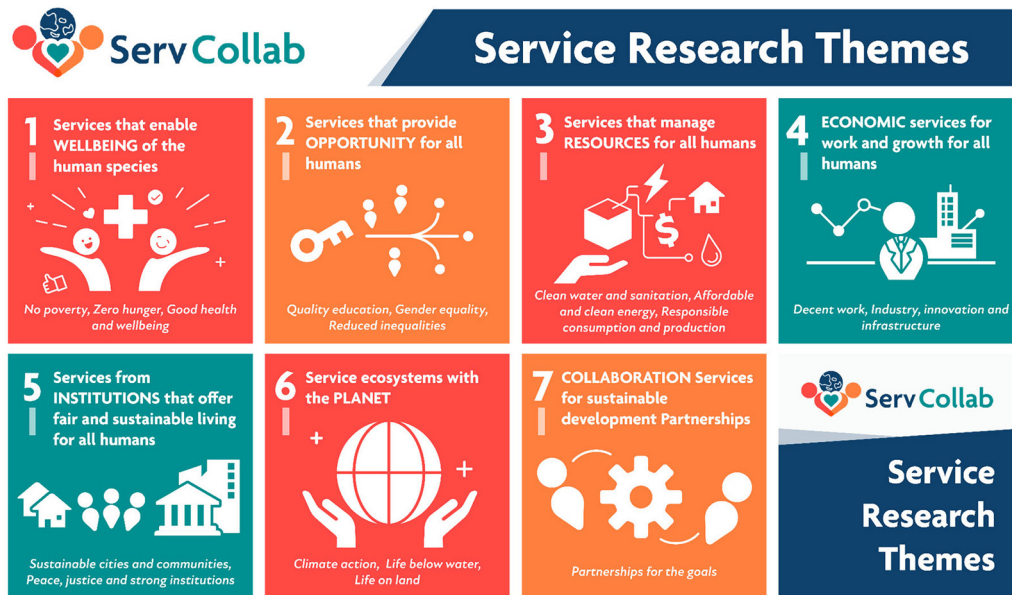 ServCollab
Service Research Themes
1
Services that enable
WELLBEING of the
human species
No poverty, Zero hunger, Good health
and wellbeing
2
Services that provide
OPPORTUNITY for all
humans
Quality education, Gender equality,
Reduced inequalities
3
Services that manage
RESOURCES for all humans
$
Clean water and sanitation, Affordable
and clean energy, Responsible
consumption and production
4
ECONOMIC services for
work and growth for all
humans
Decent work, Industry, innovation and
infrastructure
5
Services from
INSTITUTIONS that offer
fair and sustainable living
for all humans
Sustainable cities and communities,
Peace, justice and strong institutions
6
Service ecosystems with
the PLANET
Climate action, Life below water,
Life on land
7
COLLABORATION Services
for sustainable
development Partnerships
Partnerships for the goals
ServCollab
Service
Research
Themes